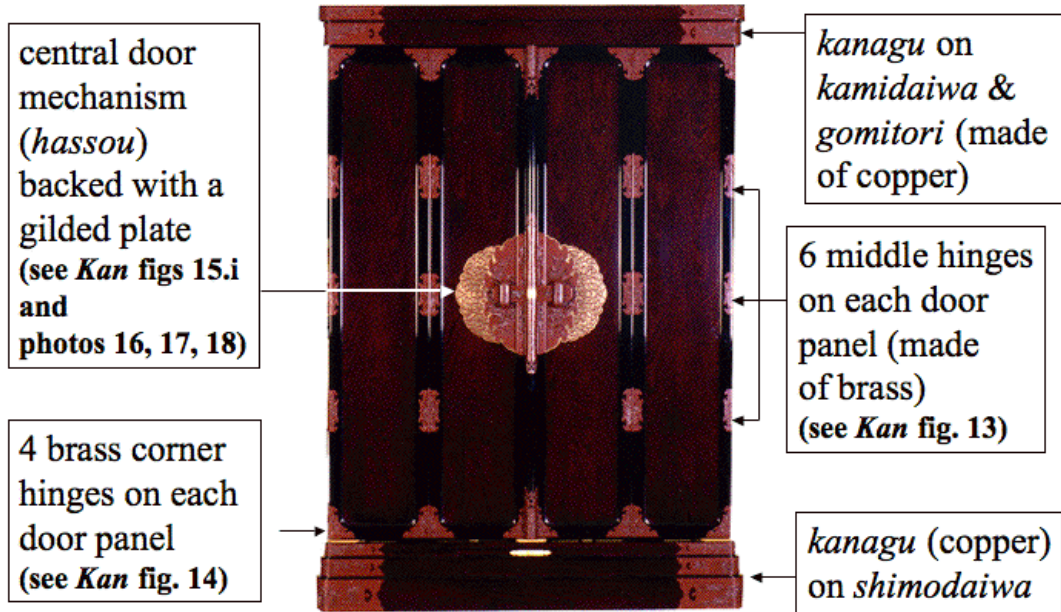 central door
mechanism
(hassou)
backed with a
gilded plate
(see Kan figs 15.i
and
photos 16, 17, 18)
4 brass corner
hinges on each
door panel
(see Kan fig. 14)
kanagu on
kamidaiwa &
gomitori (made
of copper)
6 middle hinges
on each door
panel (made
of brass)
(see Kan fig. 13)
kanagu (copper)
on shimodaiwa